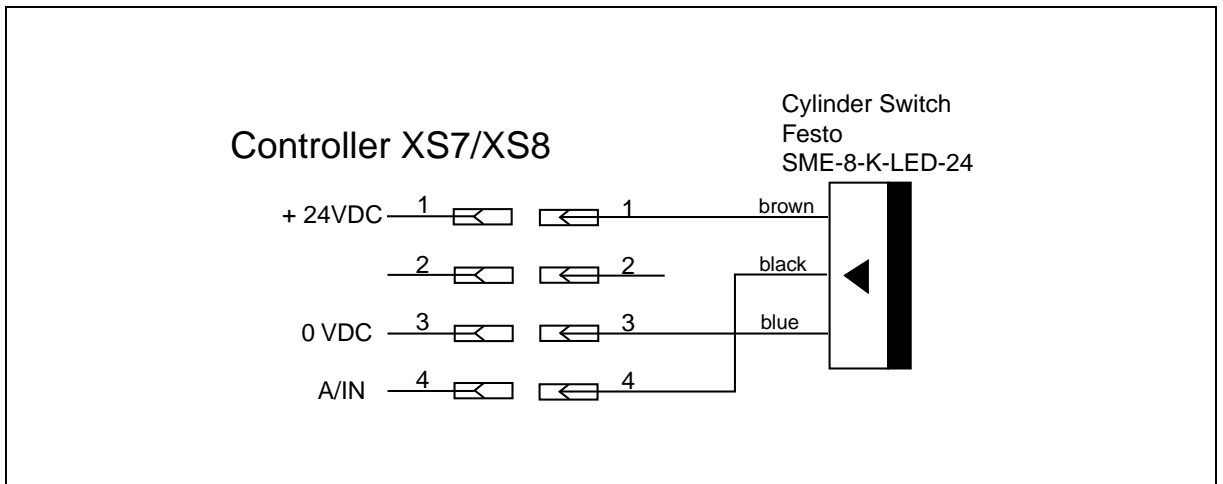 Cylinder Switch
Festo
SME-8-K-LED-24
Controller XS7/XS8
+ 24VDC 1 1 brown
2 2 black
0 VDC 3 3 blue
A/IN 4 4